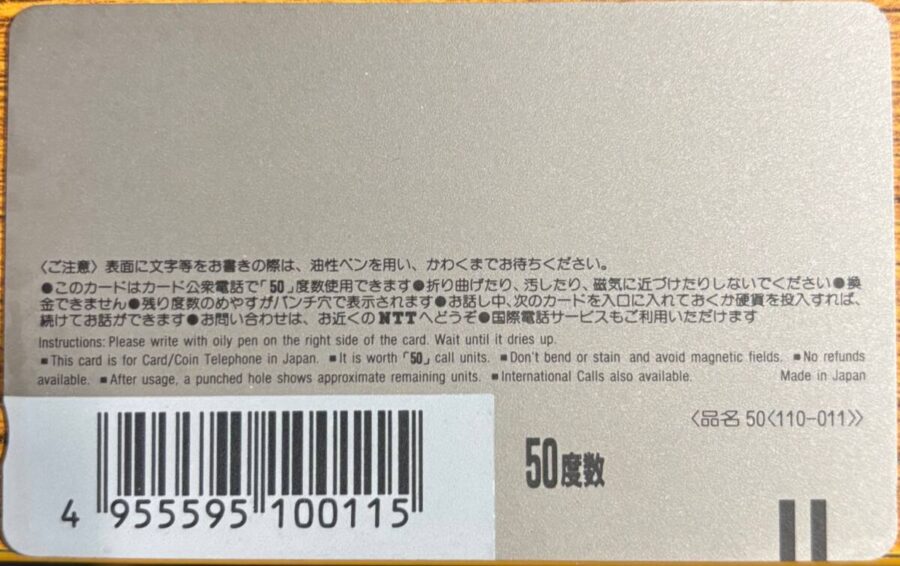 〈ご注意〉表面に文字等をお書きの際は、油性ペンを用い、かわくまでお待ちください。
●このカードはカード公衆電話で「50」度数使用できます●折り曲げたり、汚したり、磁気に近づけたりしないでください●換
金できません●残り度数のめやすがパンチ穴で表示されます●お話し中、次のカードを入口に入れておくか硬貨を投入すれば、
続けてお話ができます●お問い合わせは、お近くのNTTへどうぞ●国際電話サービスもご利用いただけます
Instructions: Please write with oily pen on the right side of the card. Wait until it dries up.
■This card is for Card/Coin Telephone in Japan. ■It is worth「50」call units. ■Don't bend or stain and avoid magnetic fields. ■No refunds
available. ■After usage, a punched hole shows approximate remaining units. ■International Calls also available. Made in Japan
〈品名 50〈110-011〉〉
50度数
4 955595 100115